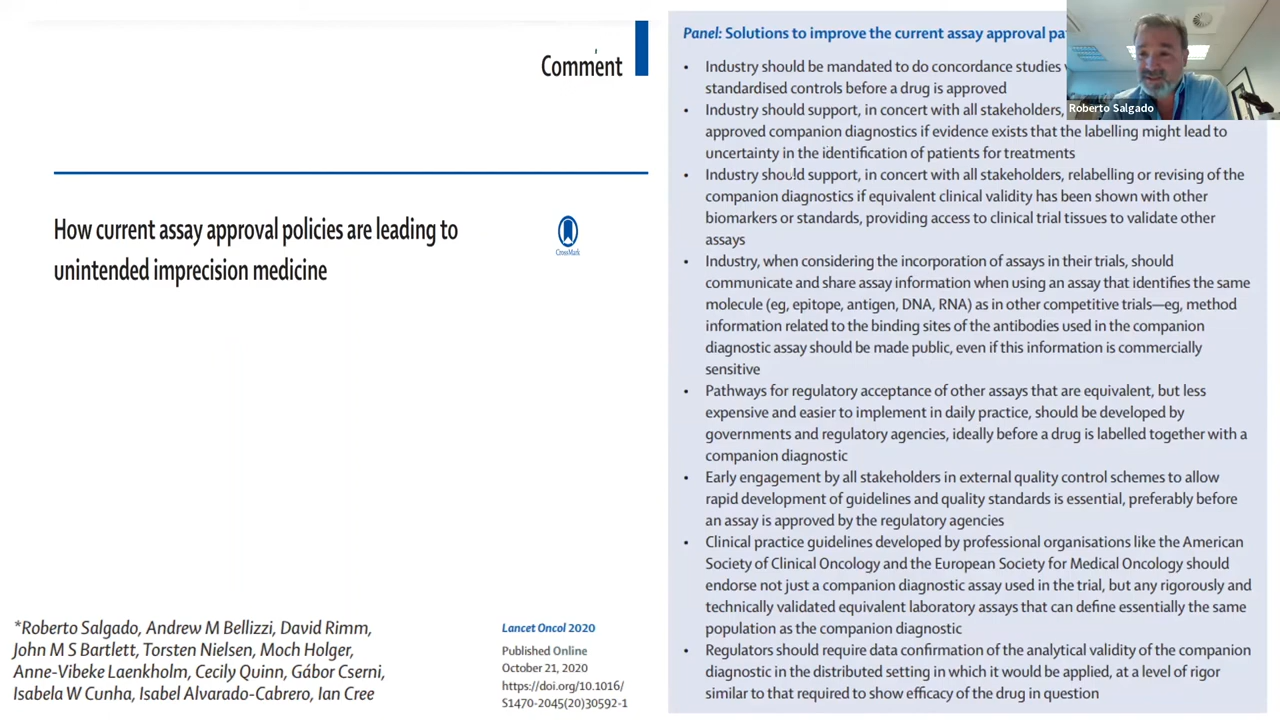 Comment
How current assay approval policies are leading to
unintended imprecision medicine
CrossMark
*Roberto Salgado, Andrew M Bellizzi, David Rimm,
John M S Bartlett, Torsten Nielsen, Moch Holger,
Anne-Vibeke Laenkholm, Cecily Quinn, Gábor Cserni,
Isabela W Cunha, Isabel Alvarado-Cabrero, Ian Cree
Lancet Oncol 2020
Published Online
October 21, 2020
https://doi.org/10.1016/
S1470-2045(20)30592-1
Panel: Solutions to improve the current assay approval
• Industry should be mandated to do concordance studies
standardised controls before a drug is approved
• Industry should support, in concert with all stakeholders,
approved companion diagnostics if evidence exists that the labelling might lead to
uncertainty in the identification of patients for treatments
• Industry should support, in concert with all stakeholders, relabelling or revising of the
companion diagnostics if equivalent clinical validity has been shown with other
biomarkers or standards, providing access to clinical trial tissues to validate other
assays
• Industry, when considering the incorporation of assays in their trials, should
communicate and share assay information when using an assay that identifies the same
molecule (eg, epitope, antigen, DNA, RNA) as in other competitive trials—eg, method
information related to the binding sites of the antibodies used in the companion
diagnostic assay should be made public, even if this information is commercially
sensitive
• Pathways for regulatory acceptance of other assays that are equivalent, but less
expensive and easier to implement in daily practice, should be developed by
governments and regulatory agencies, ideally before a drug is labelled together with a
companion diagnostic
• Early engagement by all stakeholders in external quality control schemes to allow
rapid development of guidelines and quality standards is essential, preferably before
an assay is approved by the regulatory agencies
• Clinical practice guidelines developed by professional organisations like the American
Society of Clinical Oncology and the European Society for Medical Oncology should
endorse not just a companion diagnostic assay used in the trial, but any rigorously and
technically validated equivalent laboratory assays that can define essentially the same
population as the companion diagnostic
• Regulators should require data confirmation of the analytical validity of the companion
diagnostic in the distributed setting in which it would be applied, at a level of rigor
similar to that required to show efficacy of the drug in question
Roberto Salgado